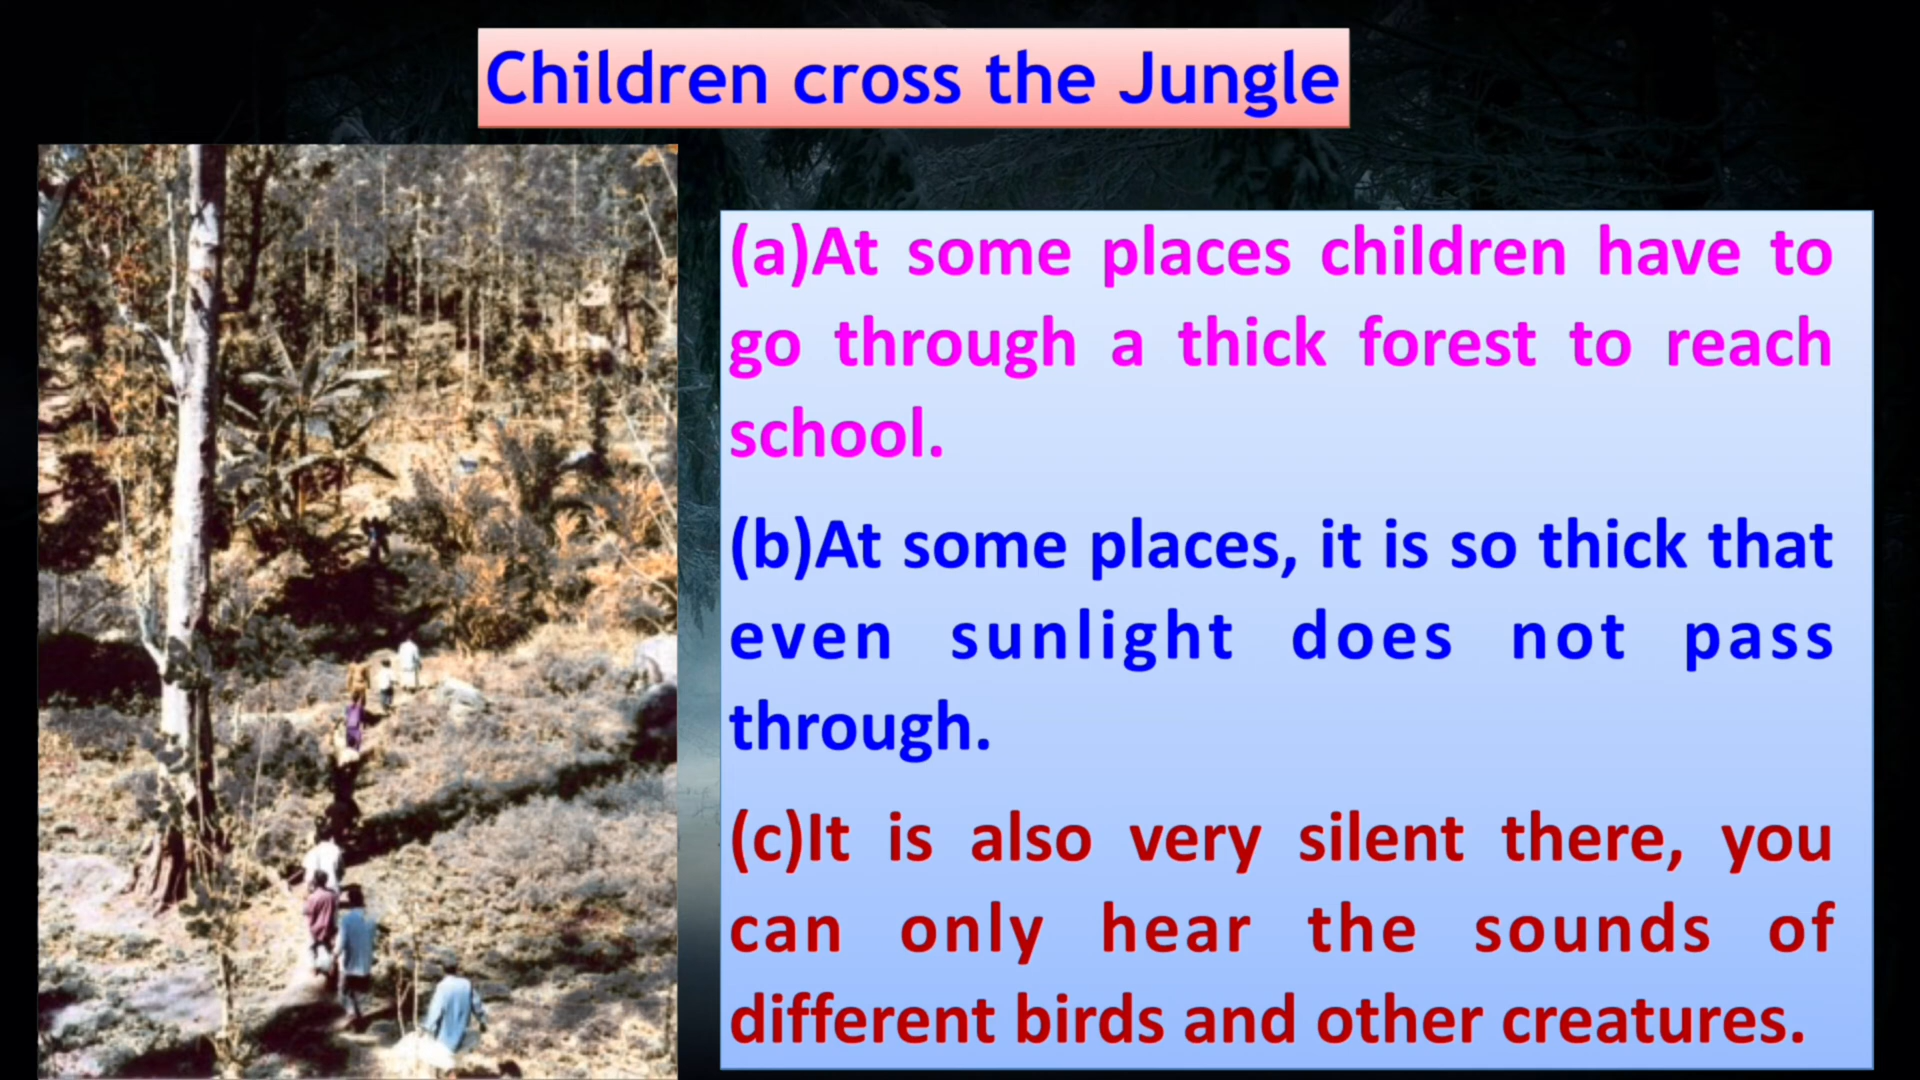 Children cross the Jungle
(a)At some places children have to
go through a thick forest to reach
school.
(b)At some places, it is so thick that
even sunlight does not pass
through.
(c)It is also very silent there, you
can only hear the sounds of
different birds and other creatures.